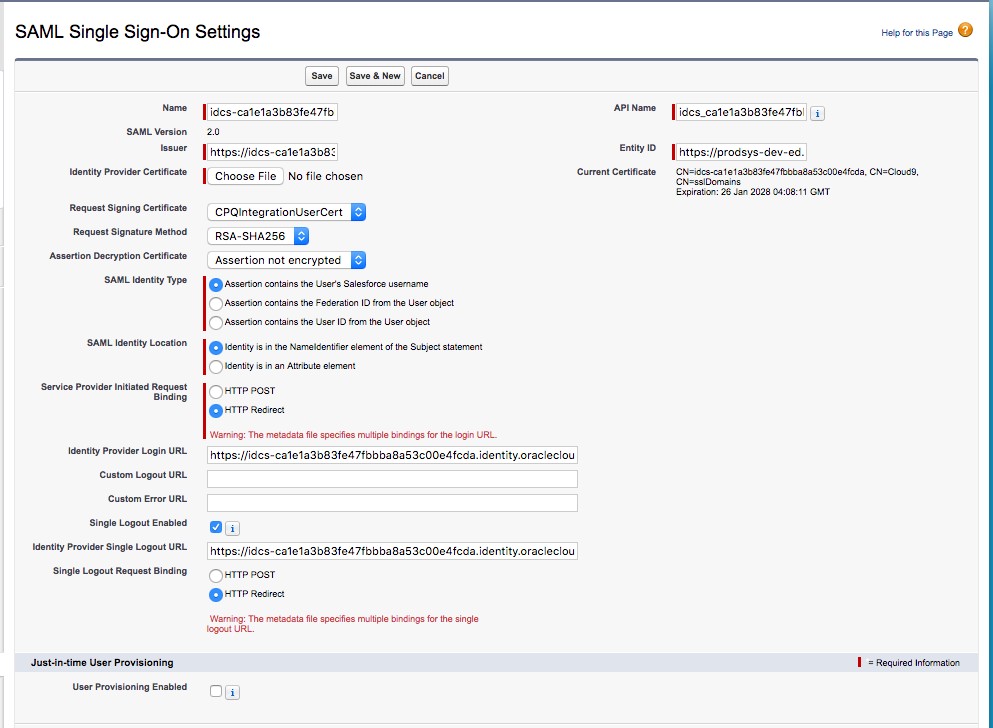 SAML Single Sign-On Settings
Help for this Page ?
Save Save & New Cancel
Name idcs-ca1e1a3b83fe47fb
API Name idcs_ca1e1a3b83fe47fbl i
SAML Version 2.0
Issuer https://idcs-ca1e1a3b83
Entity ID https://prodsys-dev-ed.
Identity Provider Certificate Choose File No file chosen
Current Certificate CN=idcs-ca1e1a3b83fe47fbbba8a53c00e4fcda, CN=Cloud9,
CN=sslDomains
Expiration: 26 Jan 2028 04:08:11 GMT
Request Signing Certificate CPQIntegrationUserCert
Request Signature Method RSA-SHA256
Assertion Decryption Certificate Assertion not encrypted
SAML Identity Type Assertion contains the User's Salesforce username
Assertion contains the Federation ID from the User object
Assertion contains the User ID from the User object
SAML Identity Location Identity is in the NameIdentifier element of the Subject statement
Identity is in an Attribute element
Service Provider Initiated Request
Binding
HTTP POST
HTTP Redirect
Warning: The metadata file specifies multiple bindings for the login URL.
Identity Provider Login URL https://idcs-ca1e1a3b83fe47fbbba8a53c00e4fcda.identity.oracleclou
Custom Logout URL
Custom Error URL
Single Logout Enabled i
Identity Provider Single Logout URL https://idcs-ca1e1a3b83fe47fbbba8a53c00e4fcda.identity.oracleclou
Single Logout Request Binding HTTP POST
HTTP Redirect
Warning: The metadata file specifies multiple bindings for the single
logout URL.
Just-in-time User Provisioning
= Required Information
User Provisioning Enabled i